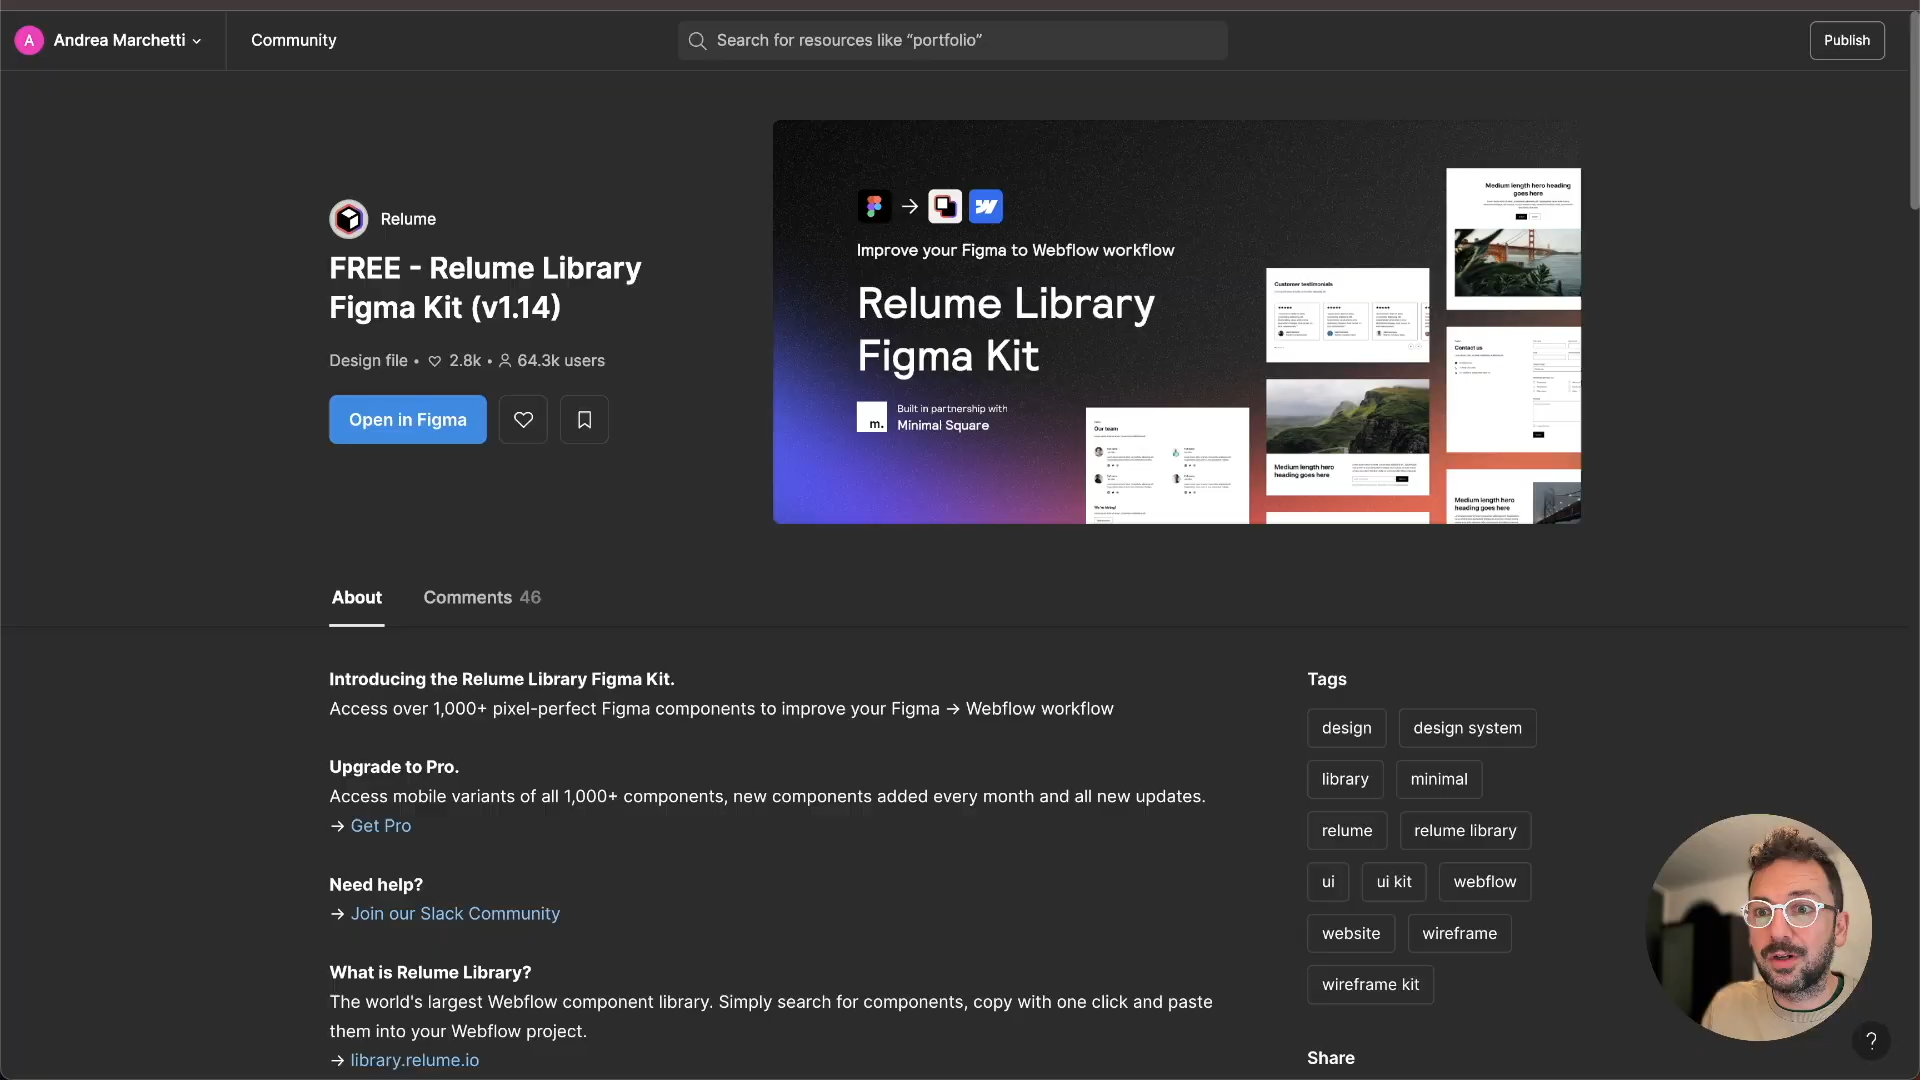 A Andrea Marchetti
Community
Search for resources like “portfolio”
Publish
Relume
FREE - Relume Library
Figma Kit (v1.14)
Design file • 2.8k • 64.3k users
Open in Figma
Improve your Figma to Webflow workflow
Relume Library
Figma Kit
m.
Built in partnership with
Minimal Square
Our team
We're hiring!
Customer testimonials
Medium length hero
heading goes here
Medium length hero heading
goes here
Contact us
Medium length hero
heading goes here
About
Comments 46
Introducing the Relume Library Figma Kit.
Access over 1,000+ pixel-perfect Figma components to improve your Figma → Webflow workflow
Upgrade to Pro.
Access mobile variants of all 1,000+ components, new components added every month and all new updates.
→ Get Pro
Need help?
→ Join our Slack Community
What is Relume Library?
The world's largest Webflow component library. Simply search for components, copy with one click and paste
them into your Webflow project.
→ library.relume.io
Tags
design
design system
library
minimal
relume
relume library
ui
ui kit
webflow
website
wireframe
wireframe kit
Share
?